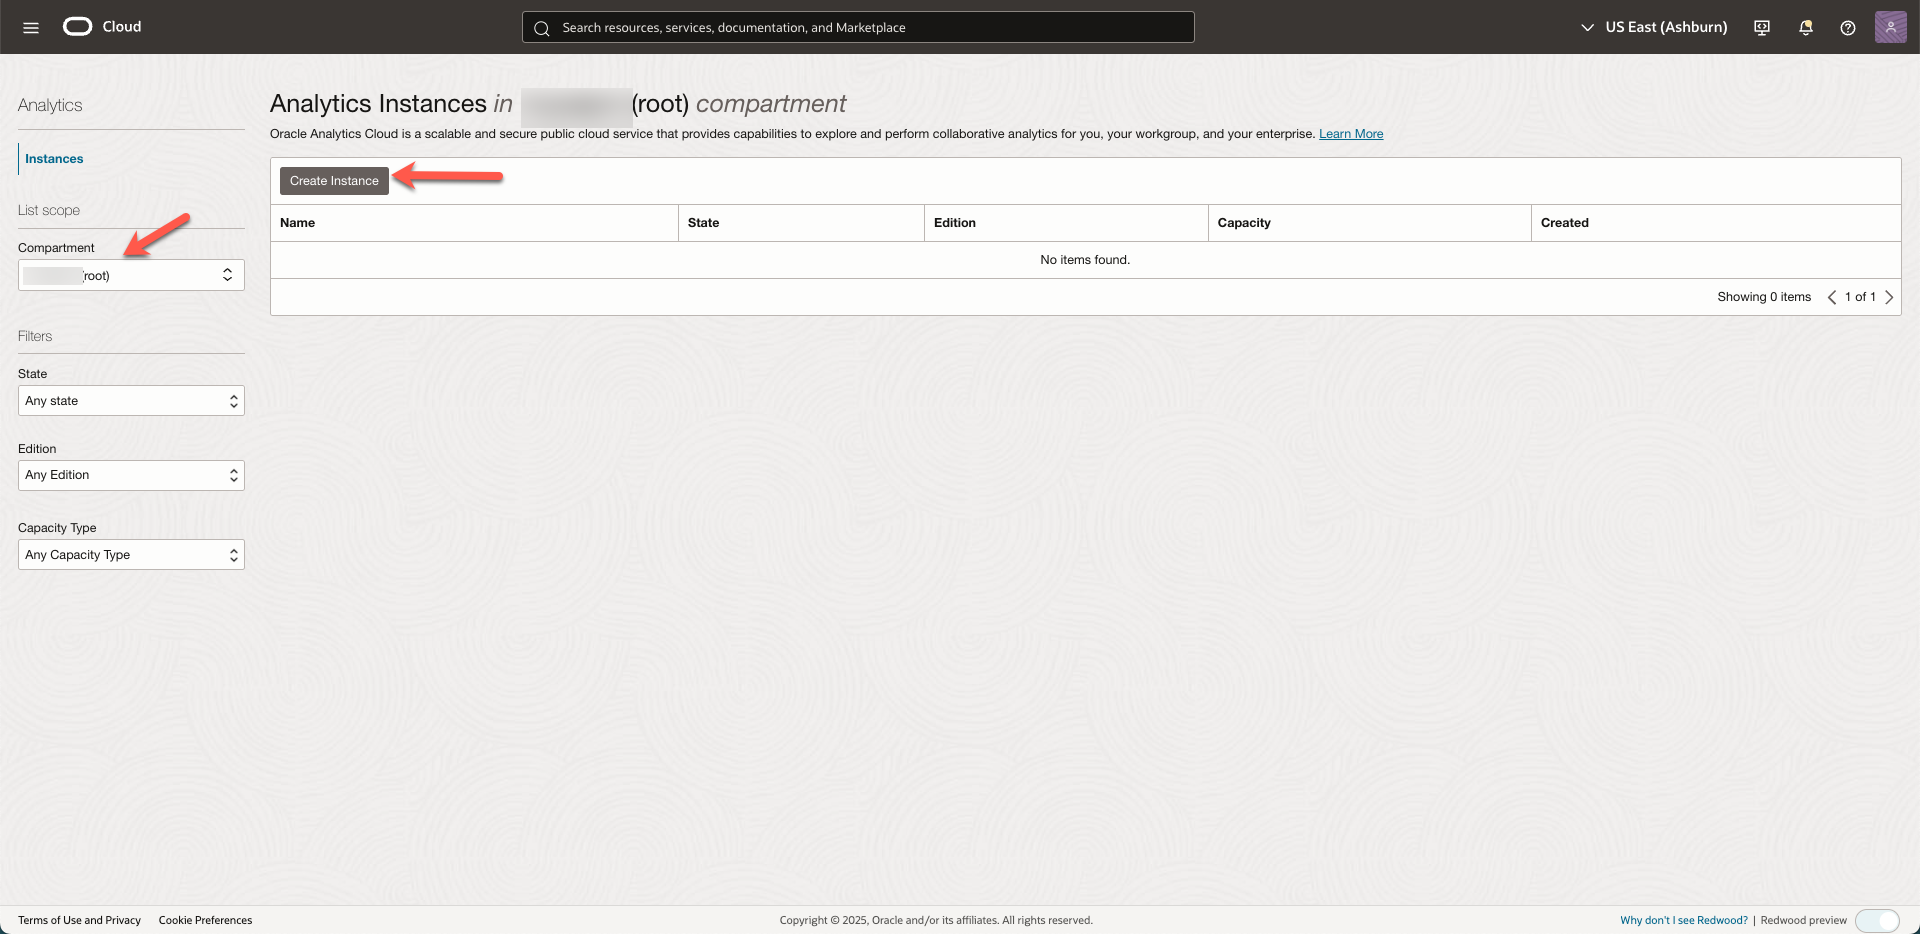 Cloud
Search resources, services, documentation, and Marketplace
US East (Ashburn)
Analytics
Instances
List scope
Compartment
(root)
Filters
State
Any state
Edition
Any Edition
Capacity Type
Any Capacity Type
Analytics Instances in (root) compartment
Oracle Analytics Cloud is a scalable and secure public cloud service that provides capabilities to explore and perform collaborative analytics for you, your workgroup, and your enterprise. Learn More
Create Instance
Name State Edition Capacity Created
No items found.
Showing 0 items 1 of 1
Terms of Use and Privacy Cookie Preferences
Copyright © 2025, Oracle and/or its affiliates. All rights reserved.
Why don't I see Redwood? | Redwood preview